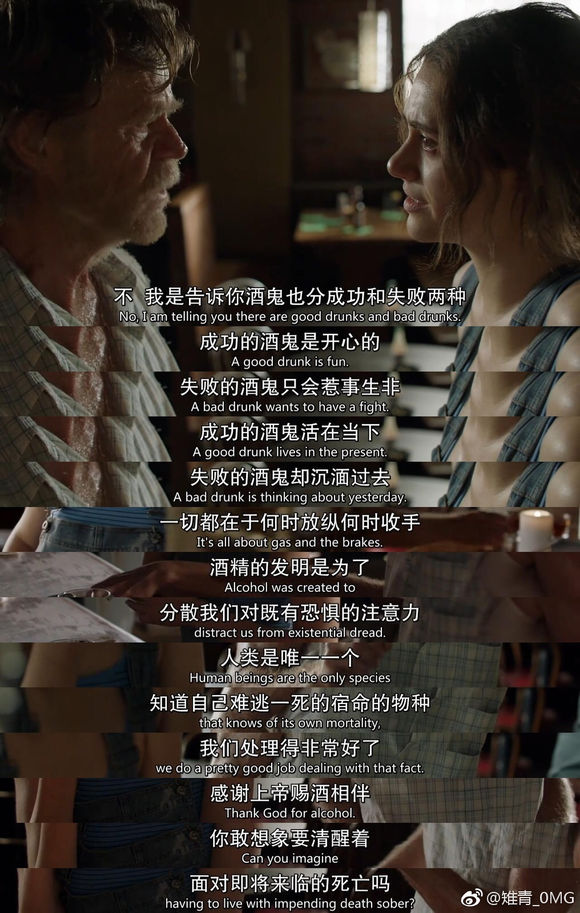 不 我是告诉你酒鬼也分成功和失败两种
No, I am telling you there are good drunks and bad drunks.
成功的酒鬼是开心的
A good drunk is fun.
失败的酒鬼只会惹事生非
A bad drunk wants to have a fight.
成功的酒鬼活在当下
A good drunk lives in the present.
失败的酒鬼却沉湎过去
A bad drunk is thinking about yesterday.
一切都在于何时放纵何时收手
It's all about gas and the brakes.
酒精的发明是为了
Alcohol was created to
分散我们对既有恐惧的注意力
distract us from existential dread.
人类是唯一一个
Human beings are the only species
知道自己难逃一死的宿命的物种
that knows of its own mortality,
我们处理得非常好了
we do a pretty good job dealing with that fact.
感谢上帝赐酒相伴
Thank God for alcohol.
你敢想象要清醒着
Can you imagine
面对即将来临的死亡吗
having to live with impending death sober?
@雉青_0MG